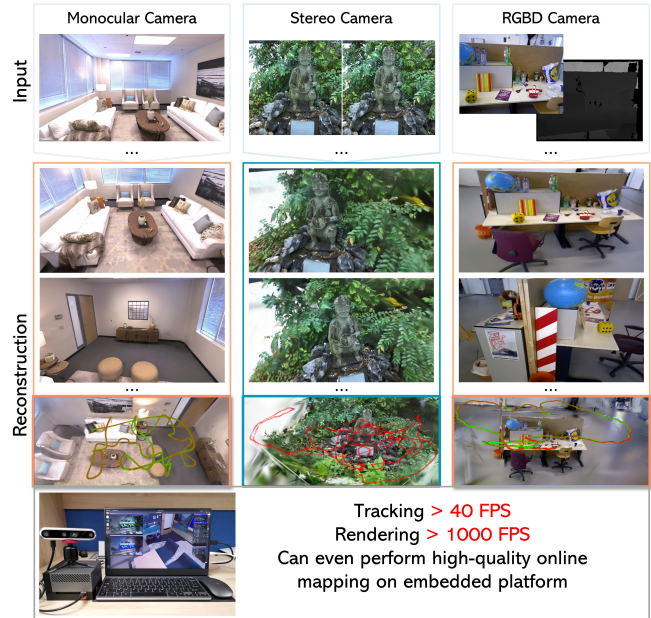 Monocular Camera
Stereo Camera
RGBD Camera
Input
...
...
...
Reconstruction
...
...
...
Tracking > 40 FPS
Rendering > 1000 FPS
Can even perform high-quality online
mapping on embedded platform